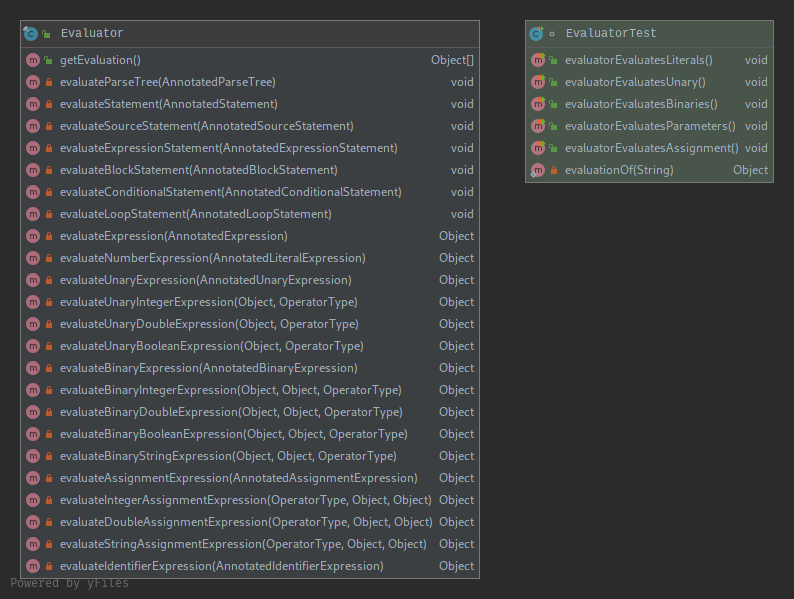 Evaluator
getEvaluation() Object[]
evaluateParseTree(AnnotatedParseTree) void
evaluateStatement(AnnotatedStatement) void
evaluateSourceStatement(AnnotatedSourceStatement) void
evaluateExpressionStatement(AnnotatedExpressionStatement) void
evaluateBlockStatement(AnnotatedBlockStatement) void
evaluateConditionalStatement(AnnotatedConditionalStatement) void
evaluateLoopStatement(AnnotatedLoopStatement) void
evaluateExpression(AnnotatedExpression) Object
evaluateNumberExpression(AnnotatedLiteralExpression) Object
evaluateUnaryExpression(AnnotatedUnaryExpression) Object
evaluateUnaryIntegerExpression(Object, OperatorType) Object
evaluateUnaryDoubleExpression(Object, OperatorType) Object
evaluateUnaryBooleanExpression(Object, OperatorType) Object
evaluateBinaryExpression(AnnotatedBinaryExpression) Object
evaluateBinaryIntegerExpression(Object, Object, OperatorType) Object
evaluateBinaryDoubleExpression(Object, Object, OperatorType) Object
evaluateBinaryBooleanExpression(Object, Object, OperatorType) Object
evaluateBinaryStringExpression(Object, Object, OperatorType) Object
evaluateAssignmentExpression(AnnotatedAssignmentExpression) Object
evaluateIntegerAssignmentExpression(OperatorType, Object, Object) Object
evaluateDoubleAssignmentExpression(OperatorType, Object, Object) Object
evaluateStringAssignmentExpression(OperatorType, Object, Object) Object
evaluateIdentifierExpression(AnnotatedIdentifierExpression) Object
Powered by yFiles
EvaluatorTest
evaluatorEvaluatesLiterals() void
evaluatorEvaluatesUnary() void
evaluatorEvaluatesBinaries() void
evaluatorEvaluatesParameters() void
evaluatorEvaluatesAssignment() void
evaluationOf(String) Object